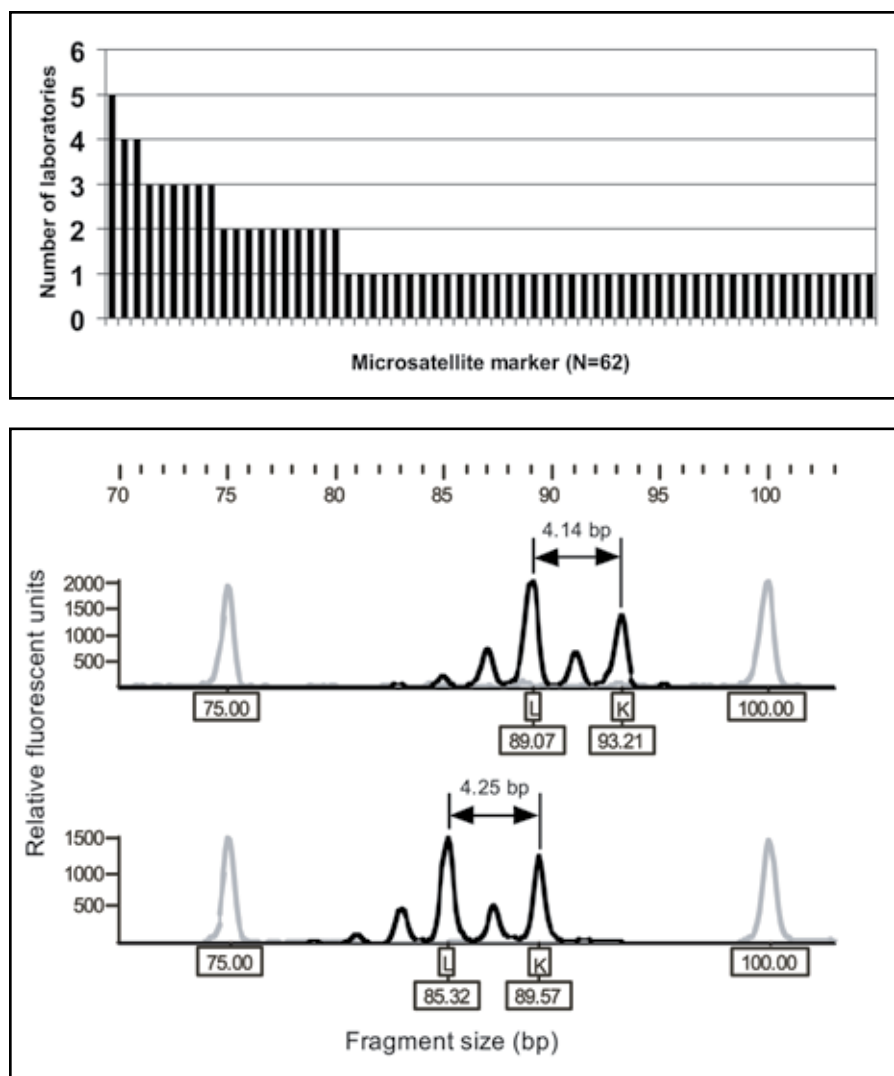 6
5
4
3
2
1
0
Number of laboratories
Microsatellite marker (N=62)
70 75 80 85 90 95 100
4.14 bp
2000
1500
1000
500
L K
75.00 89.07 93.21 100.00
Relative fluorescent units
4.25 bp
1500
1000
500
L K
75.00 85.32 89.57 100.00
Fragment size (bp)